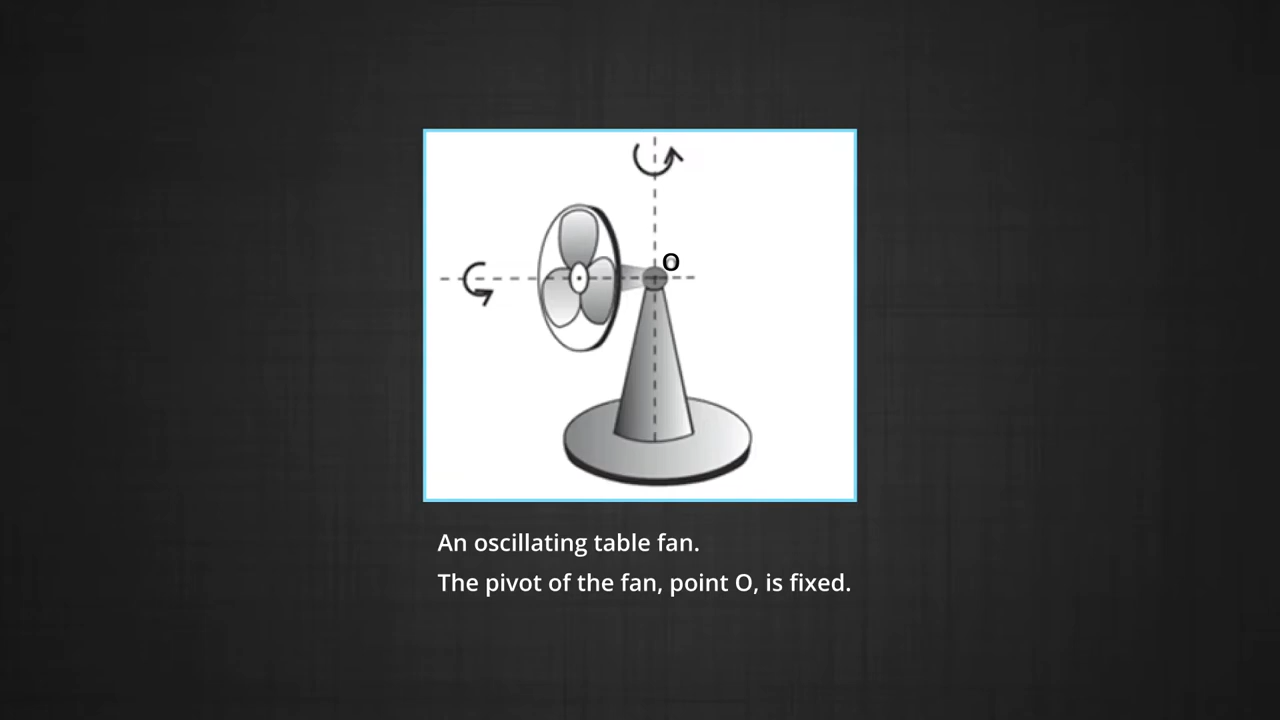 O
An oscillating table fan.
The pivot of the fan, point O, is fixed.